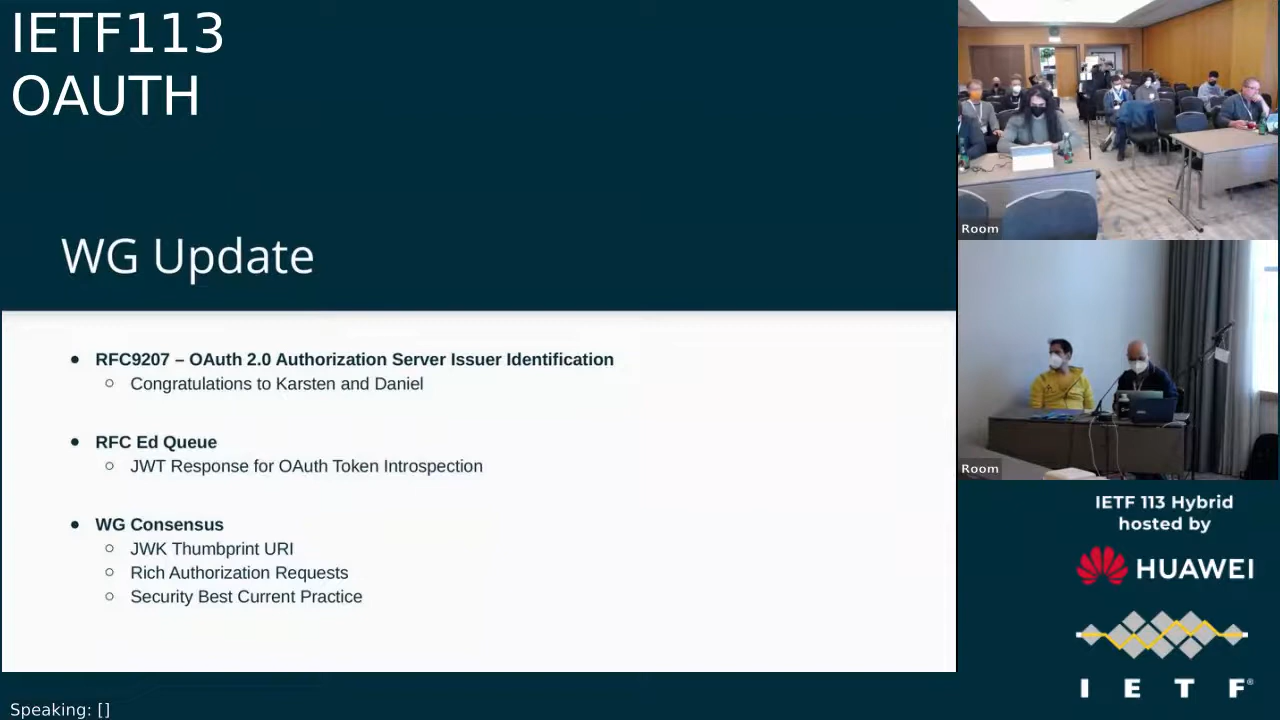 IETF113
OAUTH
WG Update
RFC9207 – OAuth 2.0 Authorization Server Issuer Identification
Congratulations to Karsten and Daniel
RFC Ed Queue
JWT Response for OAuth Token Introspection
WG Consensus
JWK Thumbprint URI
Rich Authorization Requests
Security Best Current Practice
Room
Room
IETF 113 Hybrid
hosted by
HUAWEI
I E T F®
Speaking: []